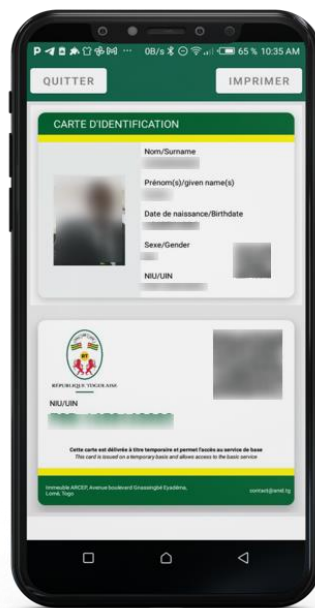 0B/s 65 % 10:35 AM
QUITTER IMPRIMER
CARTE D'IDENTIFICATION
Nom/Surname
Prénom(s)/given name(s)
Date de naissance/Birthdate
Sexe/Gender
NIU/UIN
RÉPUBLIQUE TOGOLAISE
NIU/UIN
Cette carte est délivrée à titre temporaire et permet l'accès au service de base
This card is issued on a temporary basis and allows access to the basic service
Immeuble ARCEP, Avenue boulevard Gnassingbé Eyadéma,
Lomé, Togo
contact@anid.tg